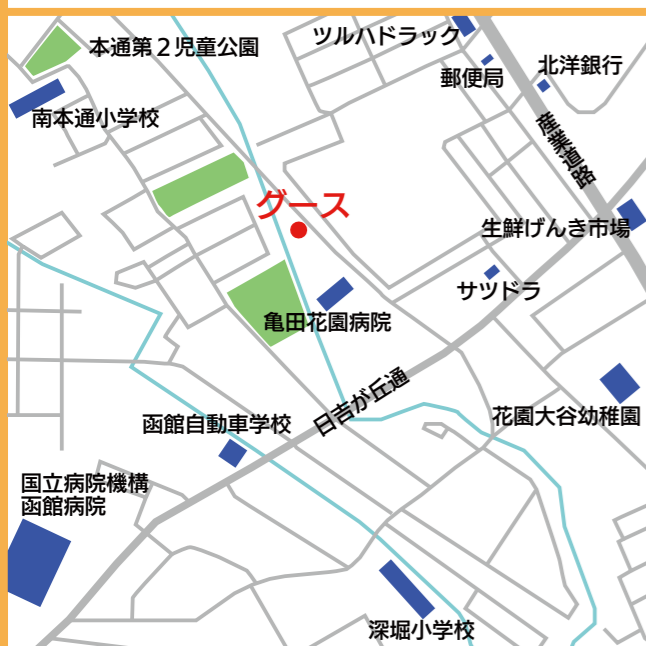 ツルハドラック
本通第2児童公園
郵便局
北洋銀行
南本通小学校
産業道路
グース
生鮮げんき市場
サツドラ
亀田花園病院
日吉が丘通
花園大谷幼稚園
函館自動車学校
国立病院機構
函館病院
深堀小学校